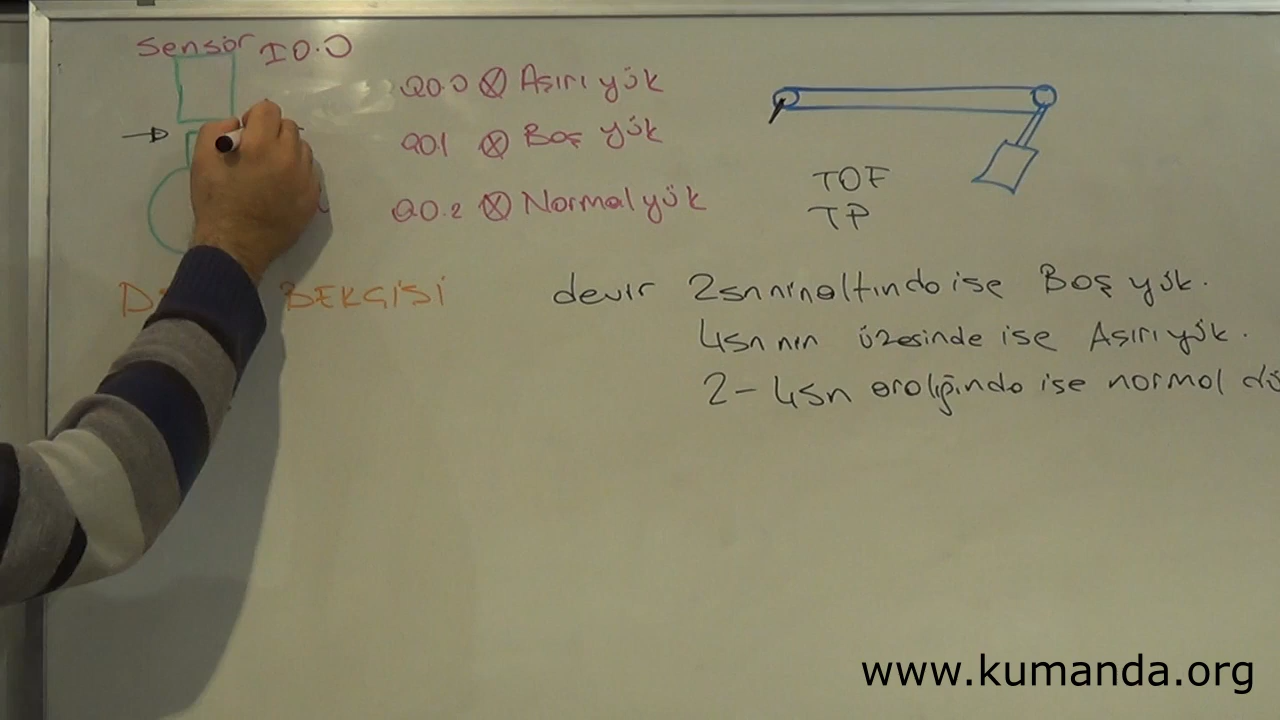 Sensör I0.0
Q0.0 Aşırı yük
Q0.1 Boş yük
Q0.2 Normal yük
TOF
TP
BEKÇİSİ
devir 2sn nin altında ise Boş yük.
4sn nin üzesinde ise Aşırı yük.
2-4sn aralığında ise normal
www.kumanda.org